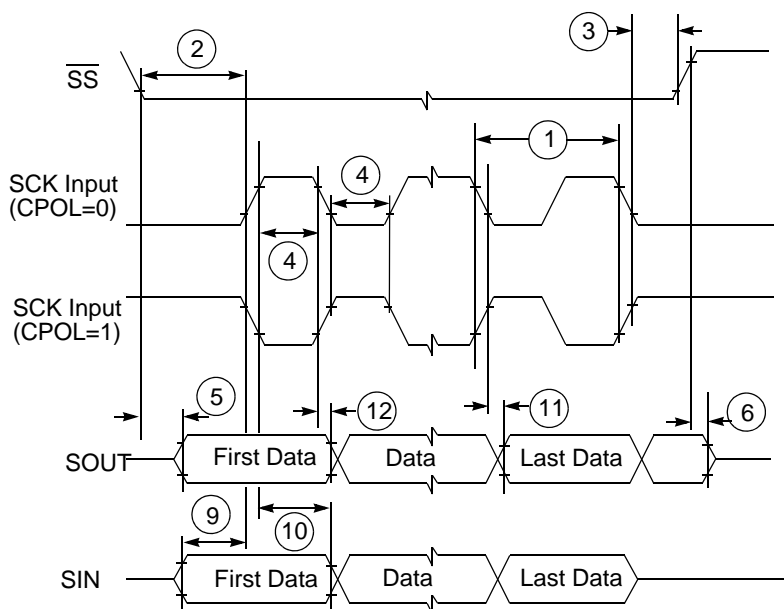 3
2
SS
1
SCK Input
(CPOL=0)
4
4
SCK Input
(CPOL=1)
5
12
11
6
SOUT
First Data
Data
Last Data
9
10
SIN
First Data
Data
Last Data